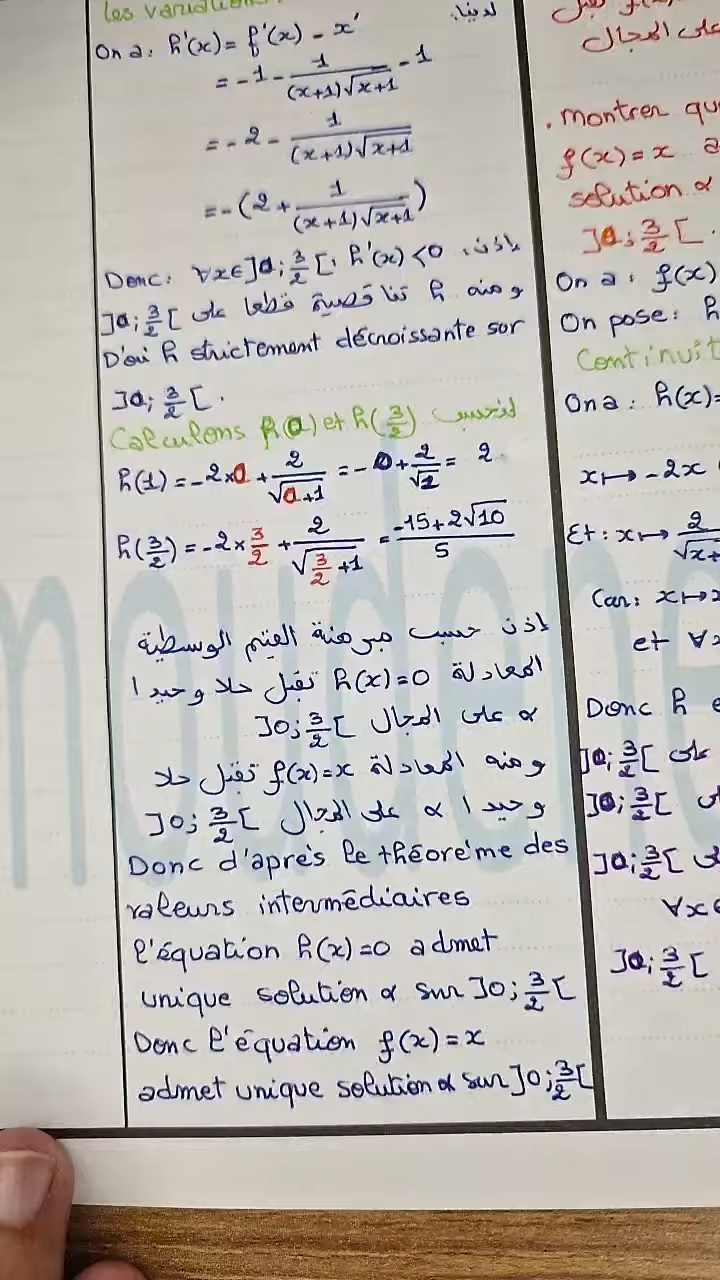 les
لدينا.
On a: h'(x) = f'(x) - x'
= -1 - 1/((x+1)√x+1) - 1
= -2 - 1/((x+1)√x+1)
= -(2 + 1/((x+1)√x+1))
Donc: ∀x∈]0; 3/2[, h'(x) < 0 إذن،
ومنه h تناقصية قطعا على ]0; 3/2[
D'où h strictement décroissante sur
]0; 3/2[.
Calculons h(0) et h(3/2) لنحسب
h(1) = -2×0 + 2/√0+1 = -0 + 2/√1 = 2
h(3/2) = -2×3/2 + 2/√(3/2+1) = (-15+2√10)/5
إذن حسب مبرهنة القيم الوسطية
المعادلة h(x)=0 تقبل حلا وحيدا
α على المجال ]0; 3/2[
ومنه المعادلة f(x)=x تقبل حلا
وحيدا α على المجال ]0; 3/2[
Donc d'après le théorème des
valeurs intermédiaires
l'équation h(x)=0 admet
unique solution α sur ]0; 3/2[
Donc l'équation f(x)=x
admet unique solution α sur ]0; 3/2[
على المجال
. montrer
f(x) = x
solution α
]0; 3/2[.
On a: f(x)
On pose: h
Continuit
On a: h(x)=
x ↦ -2x
Et: x ↦ 2/√x+
Car: x ↦
et ∀
Donc h
]0; 3/2[ على
]0; 3/2[
]0; 3/2[
∀x∈
]0; 3/2[